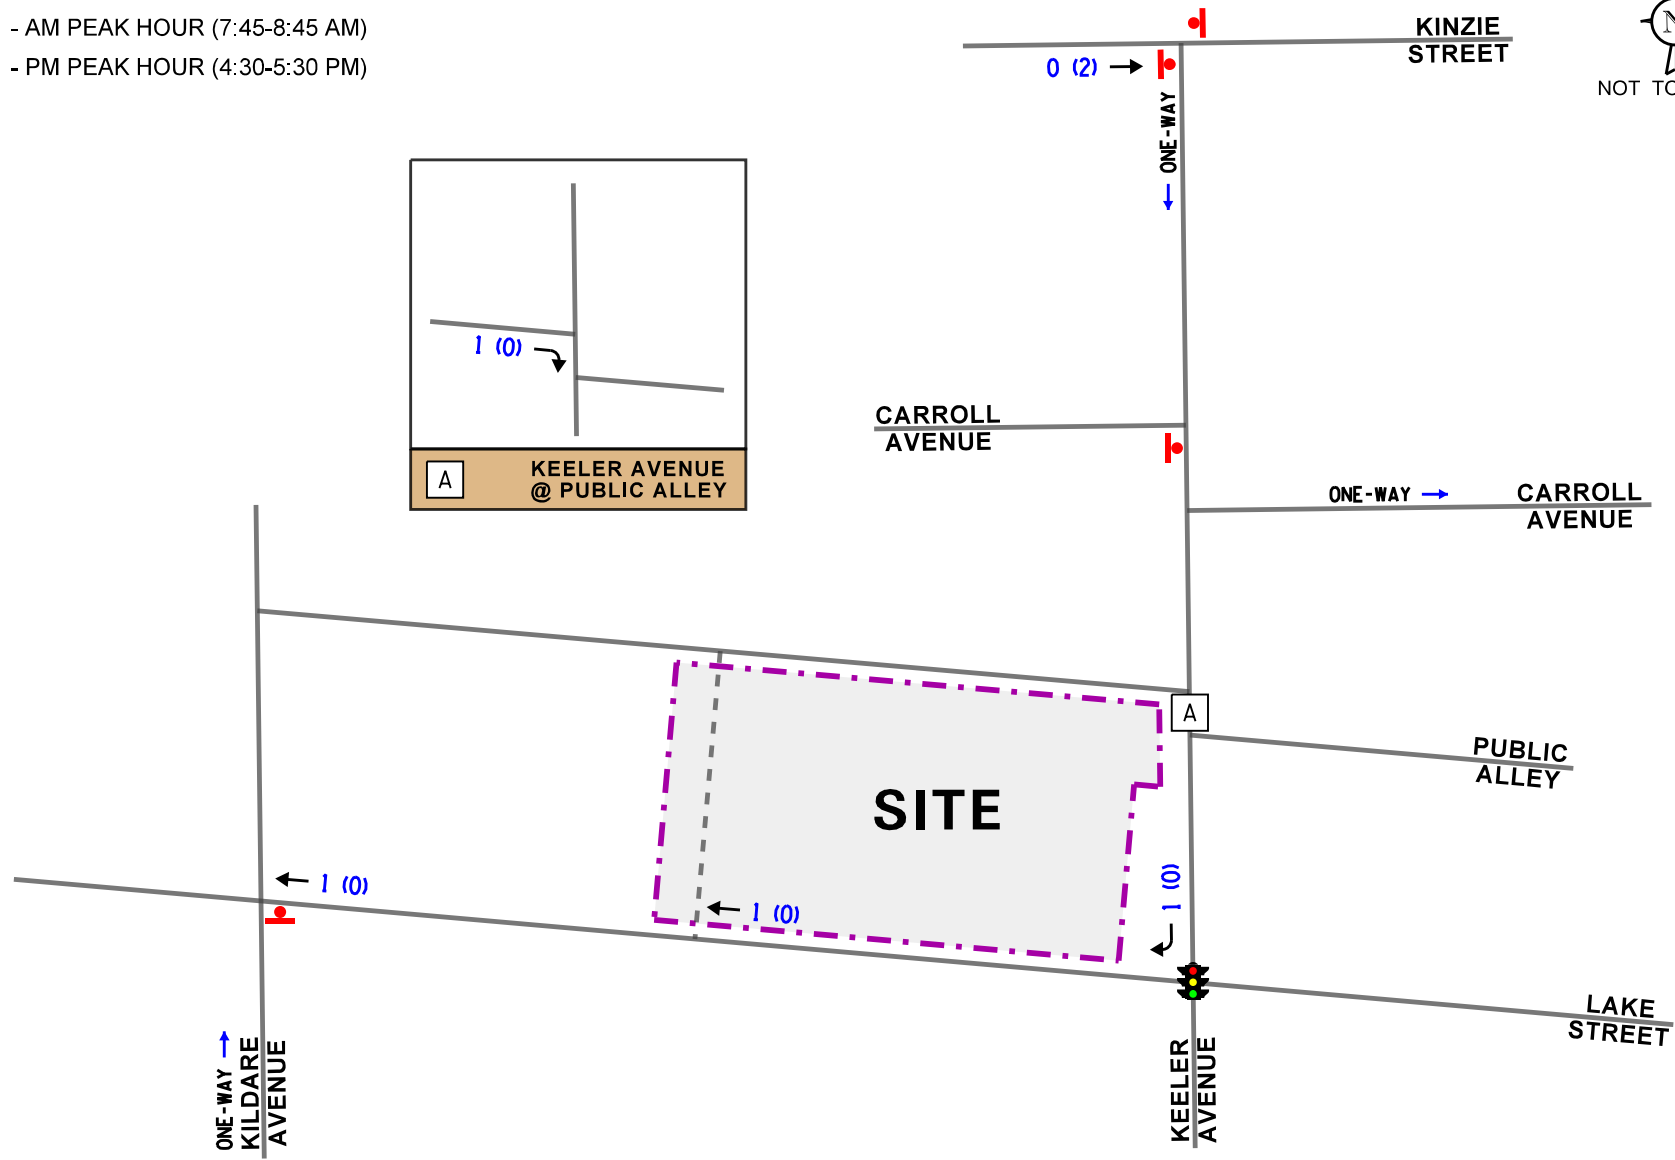 - AM PEAK HOUR (7:45-8:45 AM)
- PM PEAK HOUR (4:30-5:30 PM)
KINZIE
STREET
N
NOT TO
0 (2)
ONE-WAY
1 (0)
A
KEELER AVENUE
@ PUBLIC ALLEY
CARROLL
AVENUE
ONE-WAY
CARROLL
AVENUE
A
PUBLIC
ALLEY
SITE
1 (0)
1 (0)
1 (0)
LAKE
STREET
ONE-WAY
KILDARE
AVENUE
KEELER
AVENUE